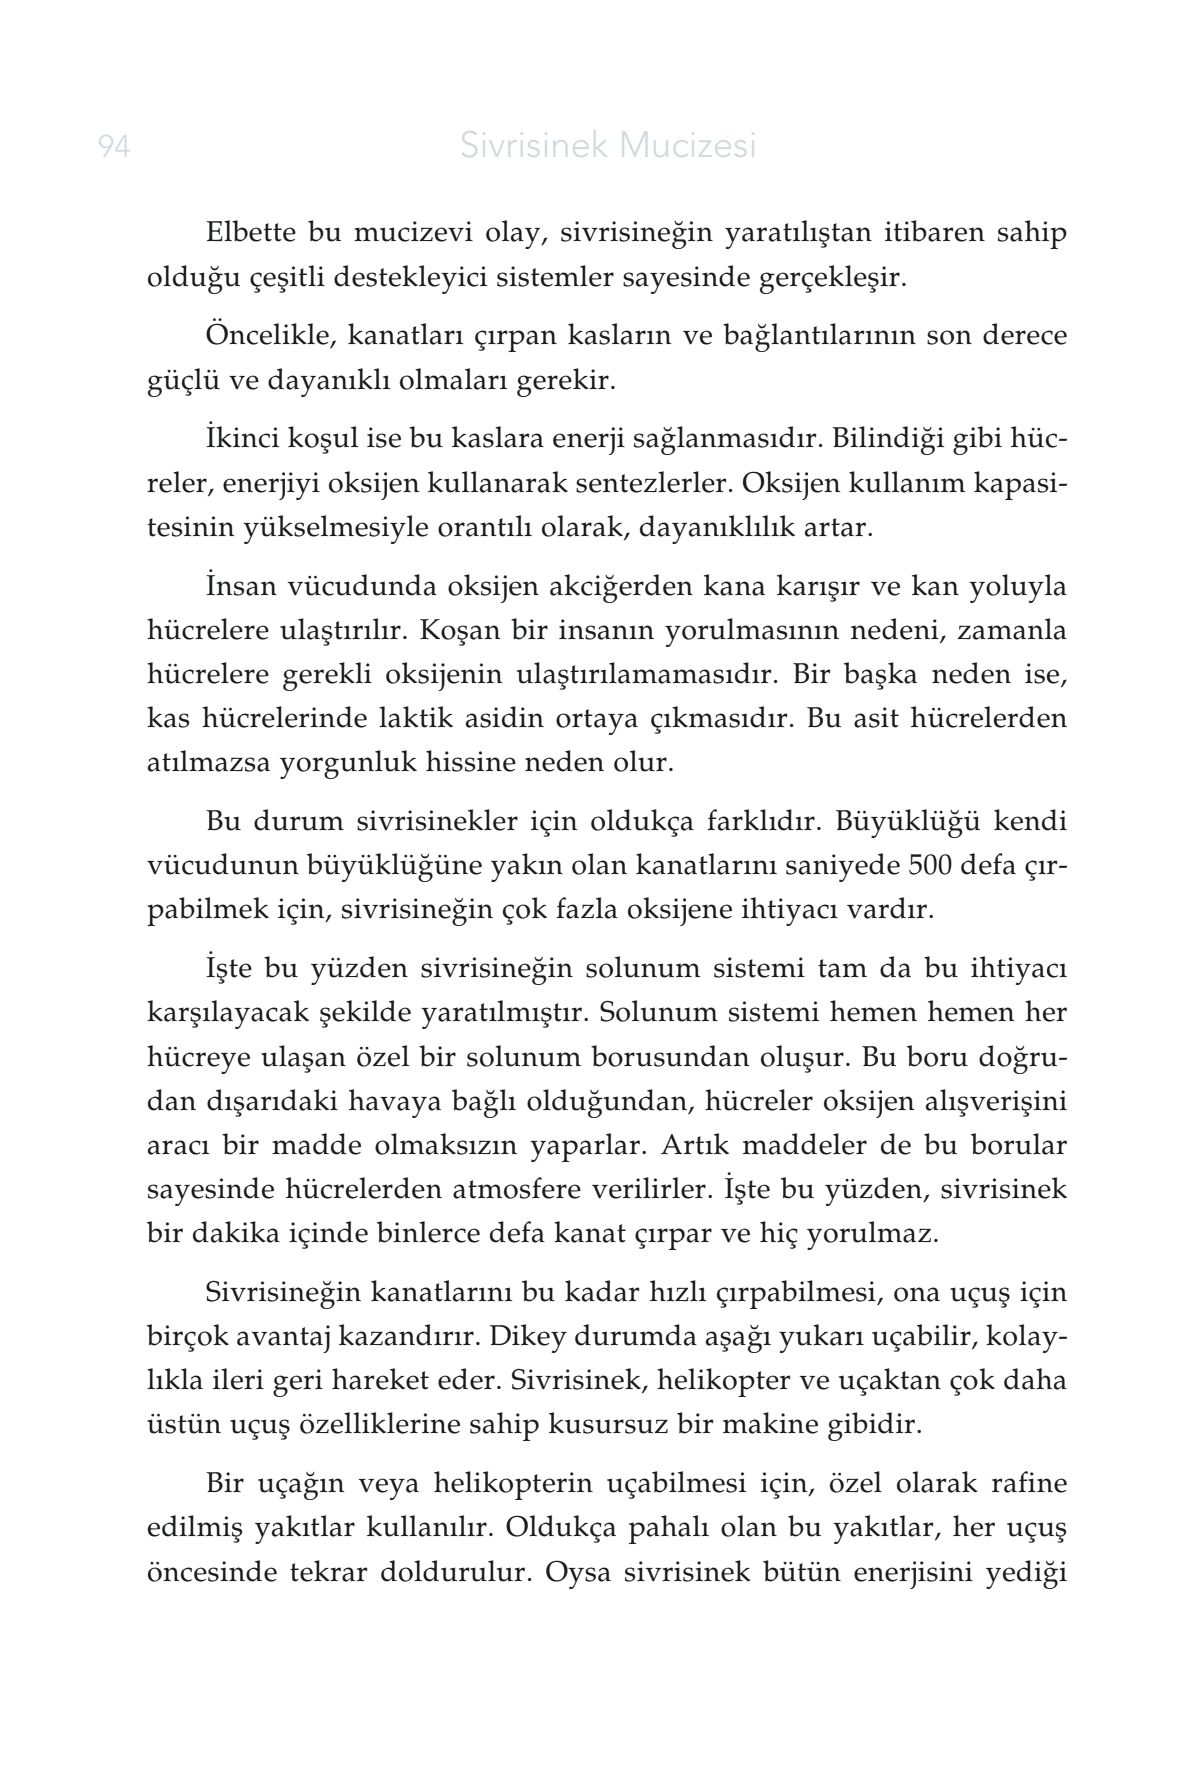 94
Sivrisinek Mucizesi
Elbette bu mucizevi olay, sivrisineğin yaratılıştan itibaren sahip
olduğu çeşitli destekleyici sistemler sayesinde gerçekleşir.
Öncelikle, kanatları çırpan kasların ve bağlantılarının son derece
güçlü ve dayanıklı olmaları gerekir.
İkinci koşul ise bu kaslara enerji sağlanmasıdır. Bilindiği gibi hüc-
reler, enerjiyi oksijen kullanarak sentezlerler. Oksijen kullanım kapasi-
tesinin yükselmesiyle orantılı olarak, dayanıklılık artar.
İnsan vücudunda oksijen akciğerden kana karışır ve kan yoluyla
hücrelere ulaştırılır. Koşan bir insanın yorulmasının nedeni, zamanla
hücrelere gerekli oksijenin ulaştırılamamasıdır. Bir başka neden ise,
kas hücrelerinde laktik asidin ortaya çıkmasıdır. Bu asit hücrelerden
atılmazsa yorgunluk hissine neden olur.
Bu durum sivrisinekler için oldukça farklıdır. Büyüklüğü kendi
vücudunun büyüklüğüne yakın olan kanatlarını saniyede 500 defa çır-
pabilmek için, sivrisineğin çok fazla oksijene ihtiyacı vardır.
İşte bu yüzden sivrisineğin solunum sistemi tam da bu ihtiyacı
karşılayacak şekilde yaratılmıştır. Solunum sistemi hemen hemen her
hücreye ulaşan özel bir solunum borusundan oluşur. Bu boru doğru-
dan dışarıdaki havaya bağlı olduğundan, hücreler oksijen alışverişini
aracı bir madde olmaksızın yaparlar. Artık maddeler de bu borular
sayesinde hücrelerden atmosfere verilirler. İşte bu yüzden, sivrisinek
bir dakika içinde binlerce defa kanat çırpar ve hiç yorulmaz.
Sivrisineğin kanatlarını bu kadar hızlı çırpabilmesi, ona uçuş için
birçok avantaj kazandırır. Dikey durumda aşağı yukarı uçabilir, kolay-
lıkla ileri geri hareket eder. Sivrisinek, helikopter ve uçaktan çok daha
üstün uçuş özelliklerine sahip kusursuz bir makine gibidir.
Bir uçağın veya helikopterin uçabilmesi için, özel olarak rafine
edilmiş yakıtlar kullanılır. Oldukça pahalı olan bu yakıtlar, her uçuş
öncesinde tekrar doldurulur. Oysa sivrisinek bütün enerjisini yediği